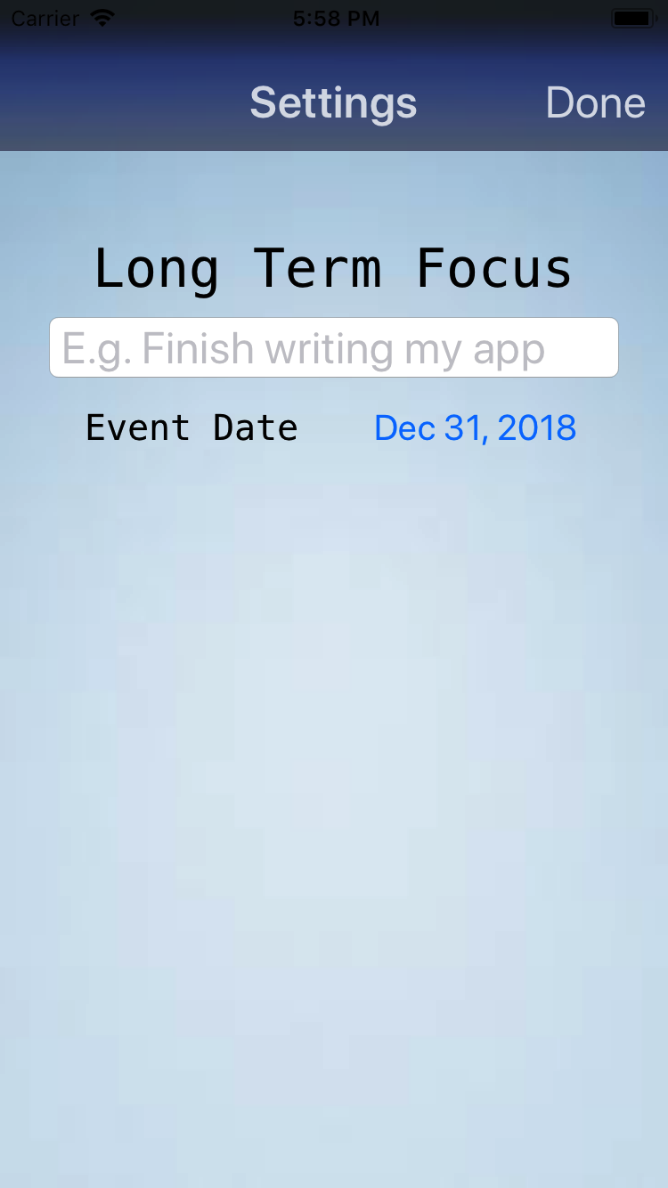 Carrier 5:58 PM
Settings Done
Long Term Focus
E.g. Finish writing my app
Event Date Dec 31, 2018